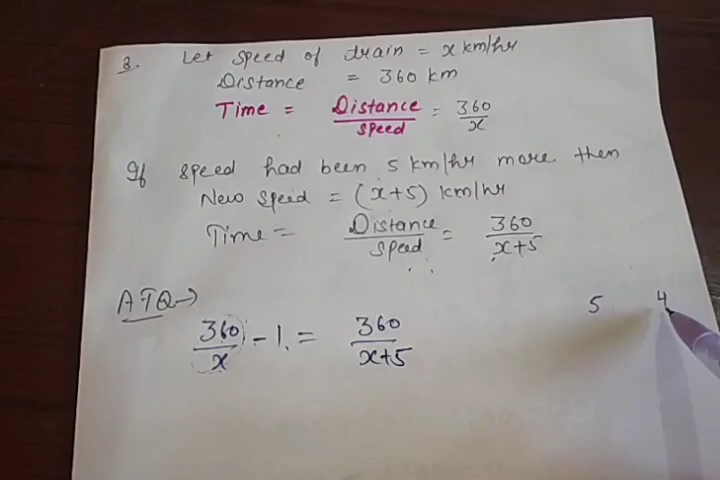 3. Let speed of train = x km/hr
Distance = 360 km
Time = Distance/speed = 360/x
If speed had been 5 km/hr more then
New speed = (x+5) km/hr
Time = Distance/speed = 360/x+5
ATQ→
360/x - 1 = 360/x+5
5 4